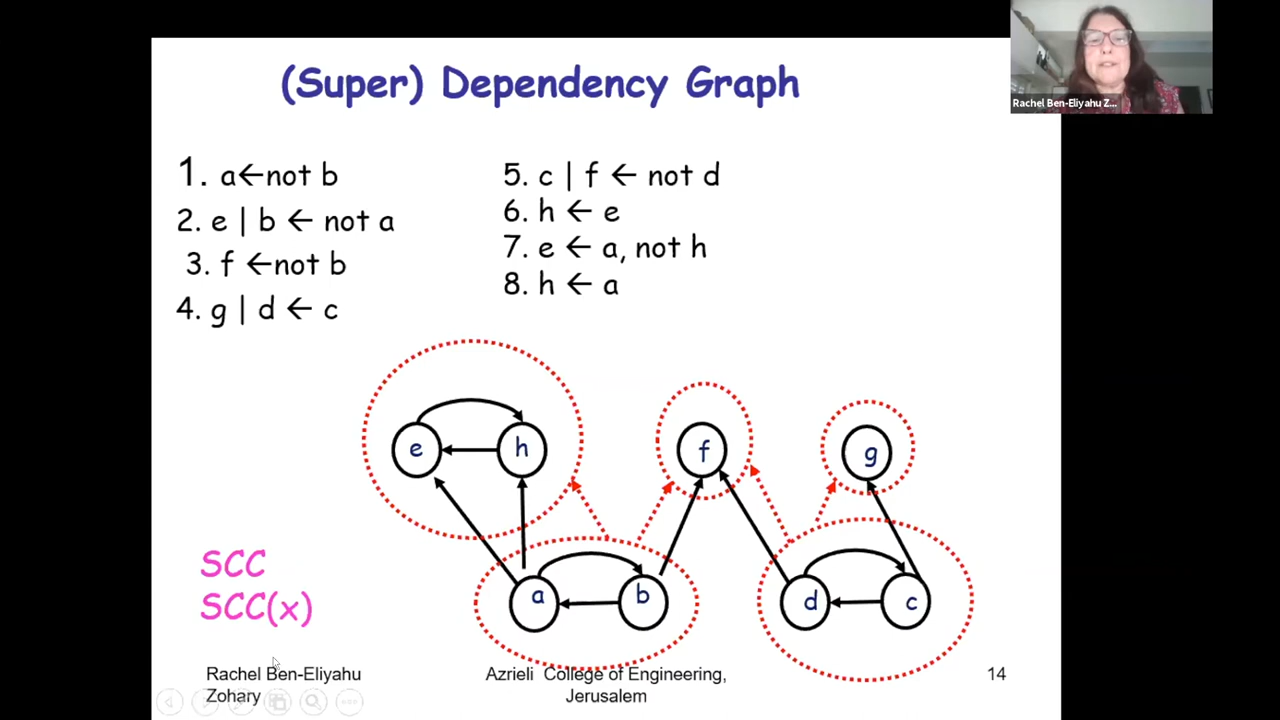 (Super) Dependency Graph
Rachel Ben-Eliyahu Z...
1. a←not b
2. e | b ← not a
3. f ←not b
4. g | d ← c
5. c | f ← not d
6. h ← e
7. e ← a, not h
8. h ← a
e
h
f
g
a
b
d
c
SCC
SCC(x)
Rachel Ben-Eliyahu
Zohary
Azrieli College of Engineering,
Jerusalem
14